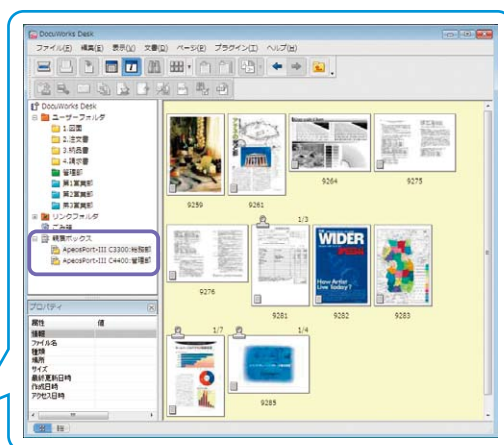 DocuWorks Desk
ファイル(F) 編集(E) 表示(V) 文書(D) ページ(P) プラグイン(I) ヘルプ(H)
DocuWorks Desk
ユーザーフォルダ
1.図面
2.注文書
3.納品書
4.請求書
管理部
第1営業部
第2営業部
第3営業部
リンクフォルダ
ごみ箱
親展ボックス
ApeosPort-III C3300:総務部
ApeosPort-III C4400:管理部
プロパティ
属性 値
情報
ファイル名
種類
場所
サイズ
最終更新日時
作成日時
アクセス日時
9259
9261
9264
9275
9276
1/3
9281
WIDER
How Artist
Live Today?
9282
9283
1/7
1/4
9285